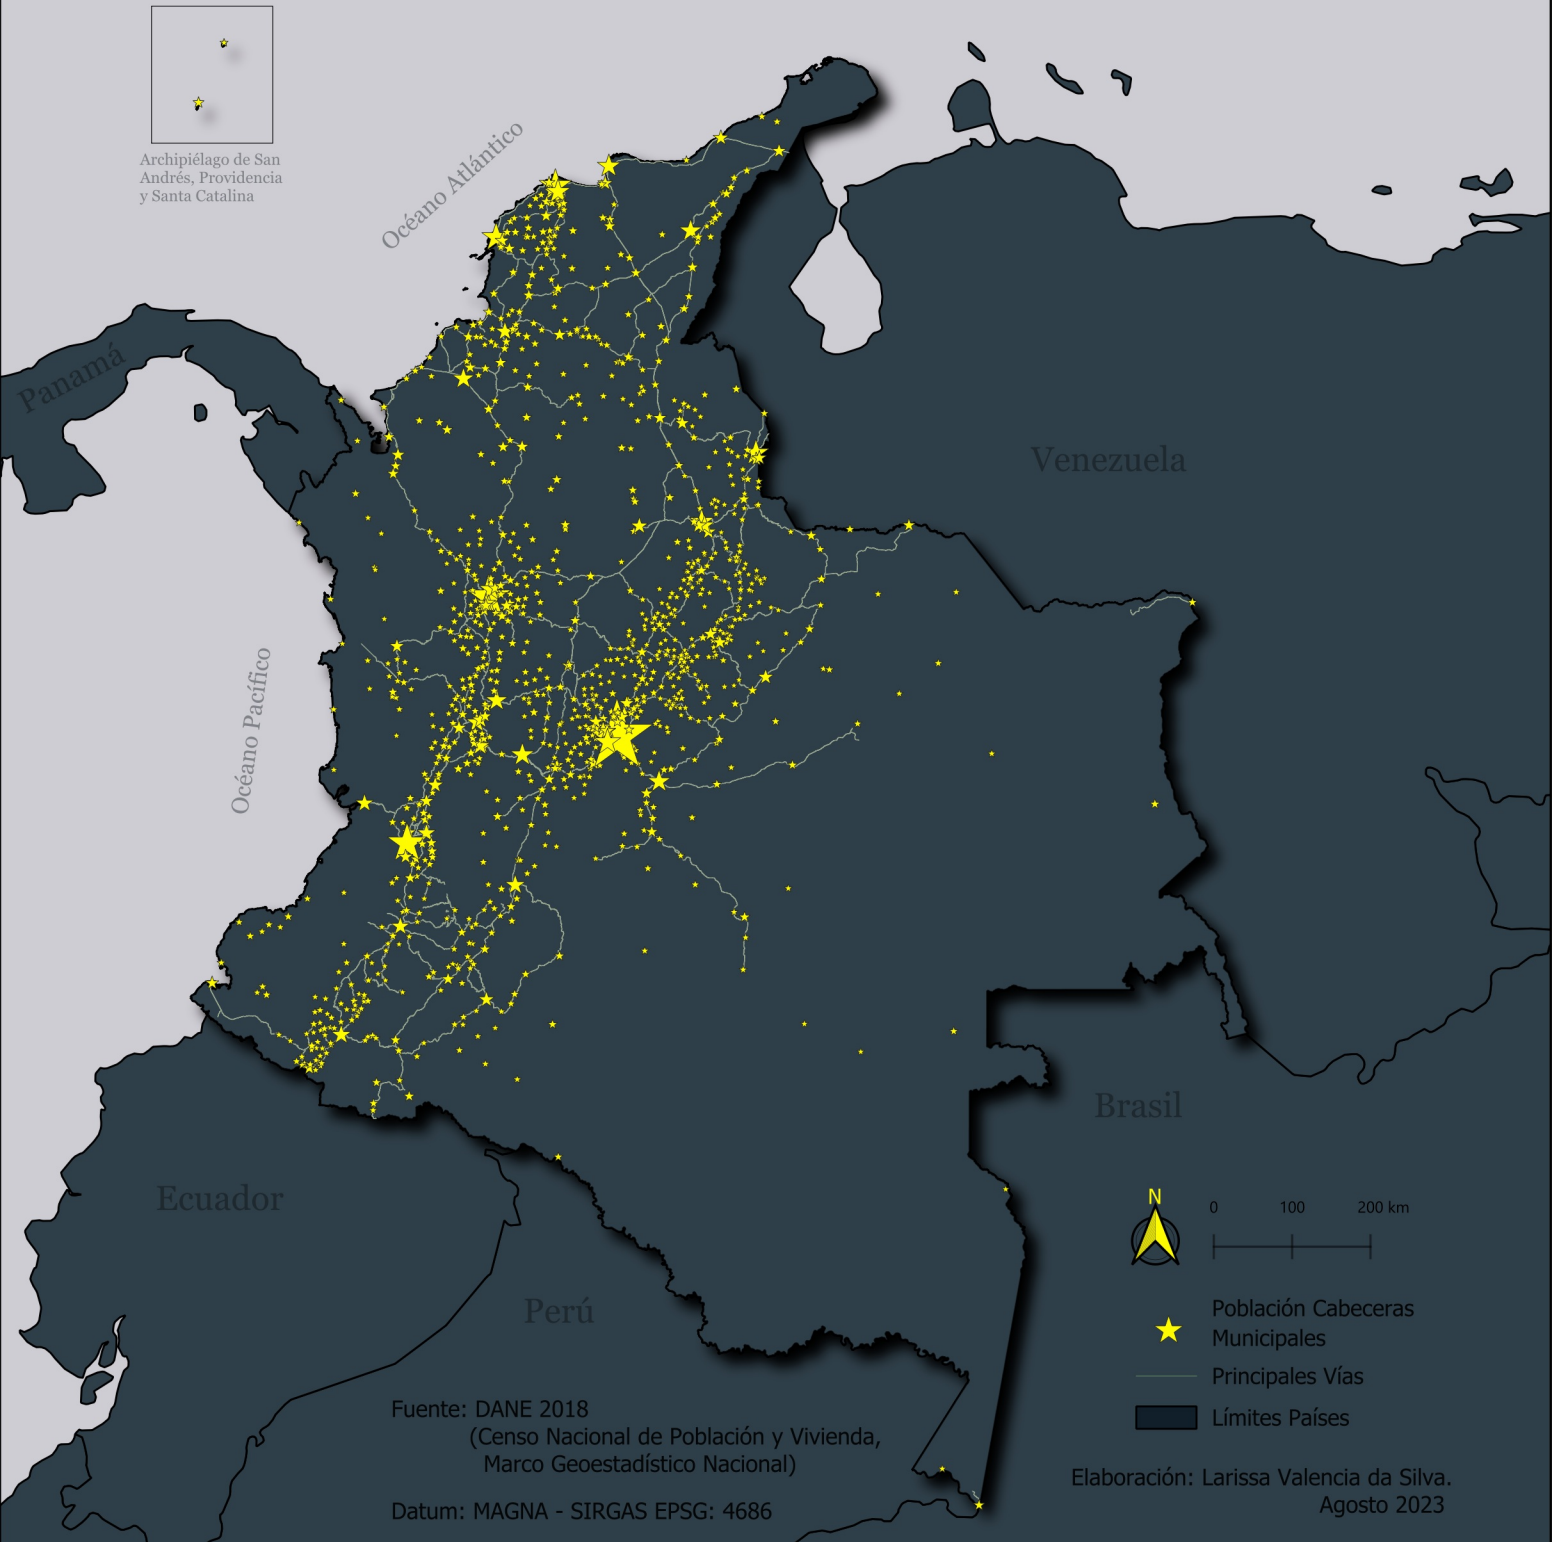 Archipiélago de San
Andrés, Providencia
y Santa Catalina
Océano Atlántico
Panamá
Venezuela
Océano Pacífico
Brasil
Ecuador
Perú
N
0 100 200 km
Población Cabeceras
Municipales
Principales Vías
Límites Países
Fuente: DANE 2018
(Censo Nacional de Población y Vivienda,
Marco Geoestadístico Nacional)
Datum: MAGNA - SIRGAS EPSG: 4686
Elaboración: Larissa Valencia da Silva.
Agosto 2023